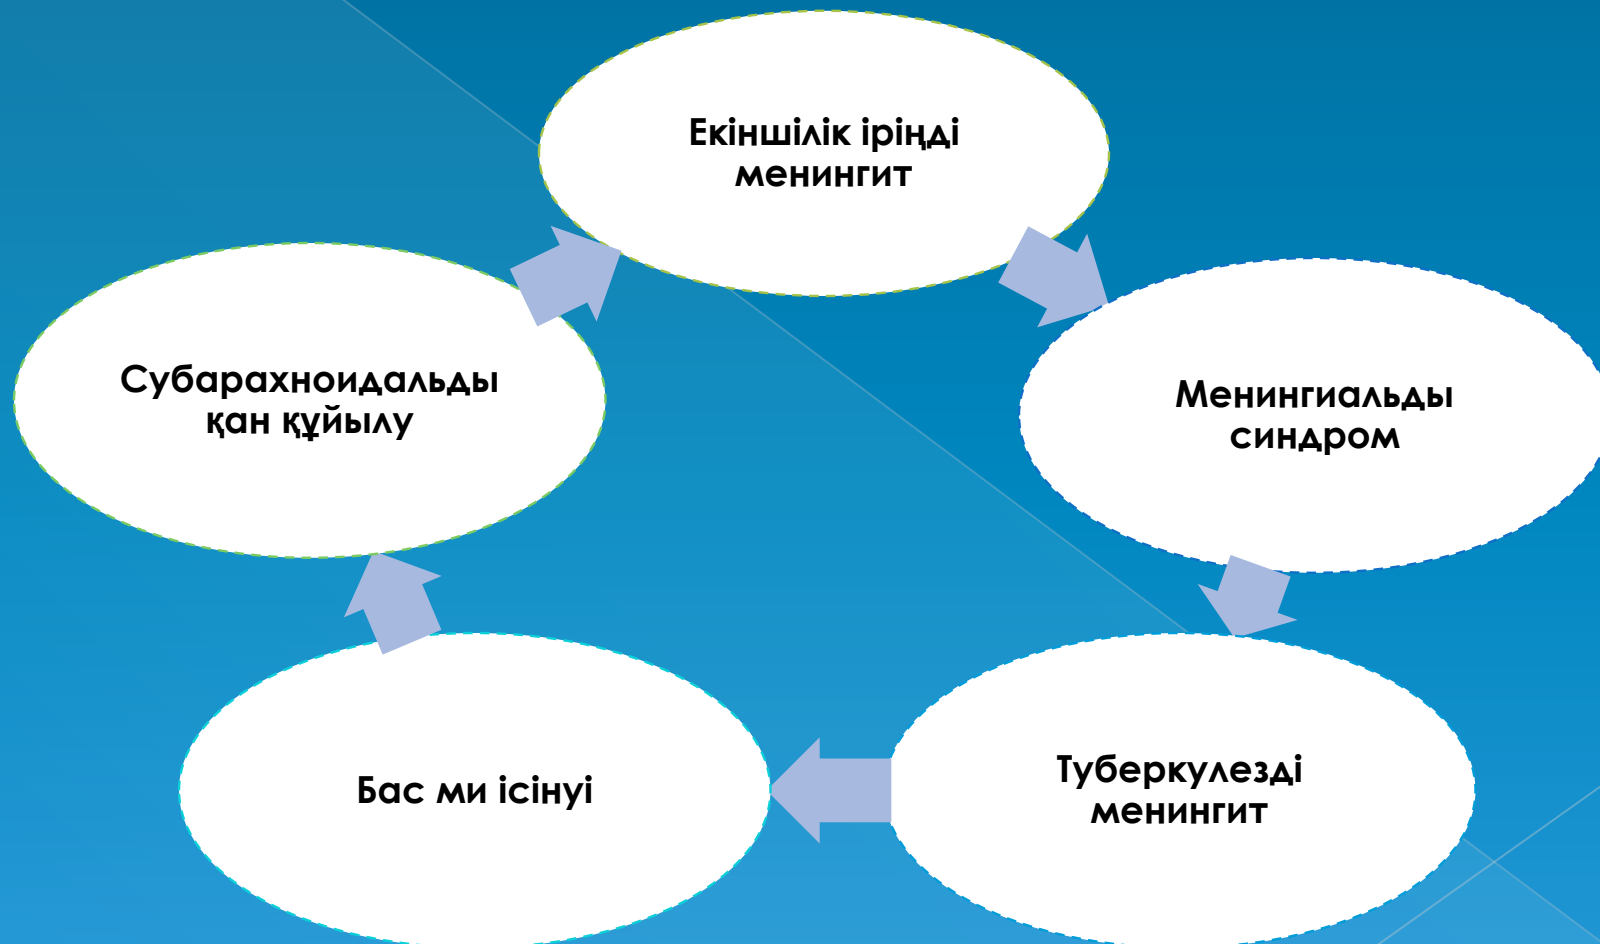 Екіншілік іріңді
менингит
Менингиальды
синдром
Туберкулезді
менингит
Бас ми ісінуі
Субарахноидальды
қан құйылу